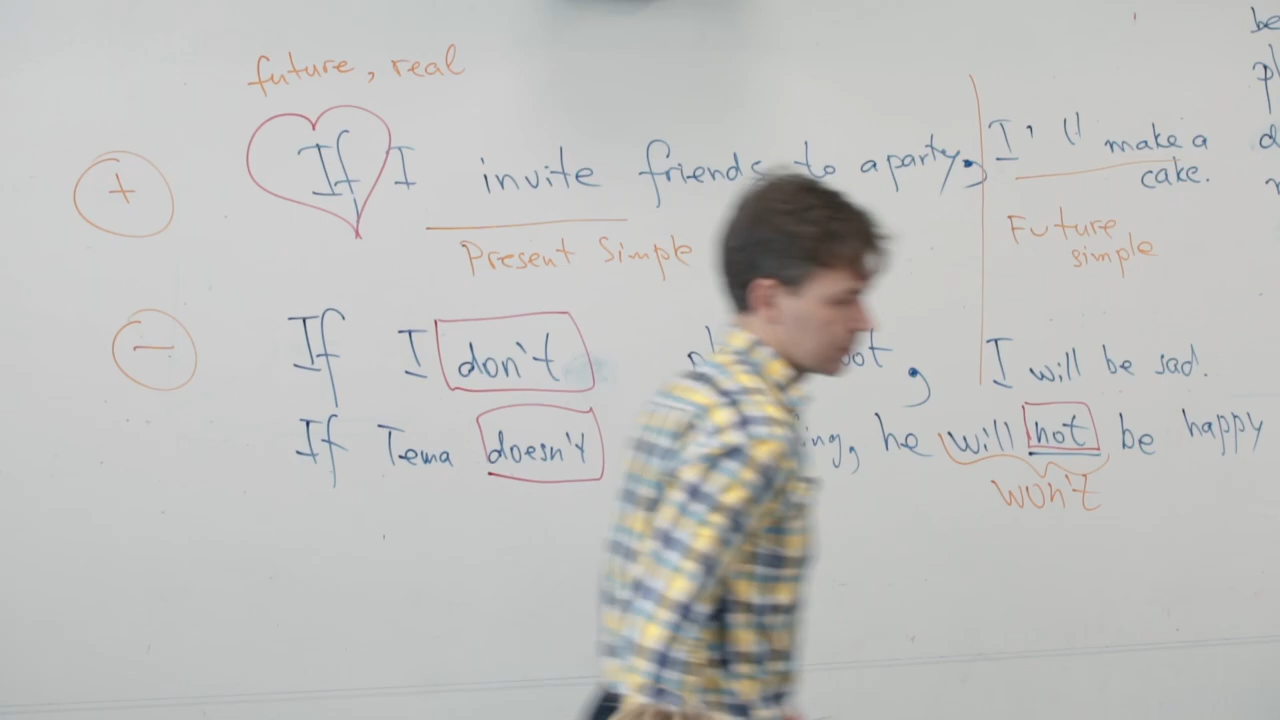 future, real
+ If I invite friends to a party, I'll make a
cake.
Present Simple Future
simple
− If I don't , I will be sad.
If Tema doesn't he will not be happy
won't
be